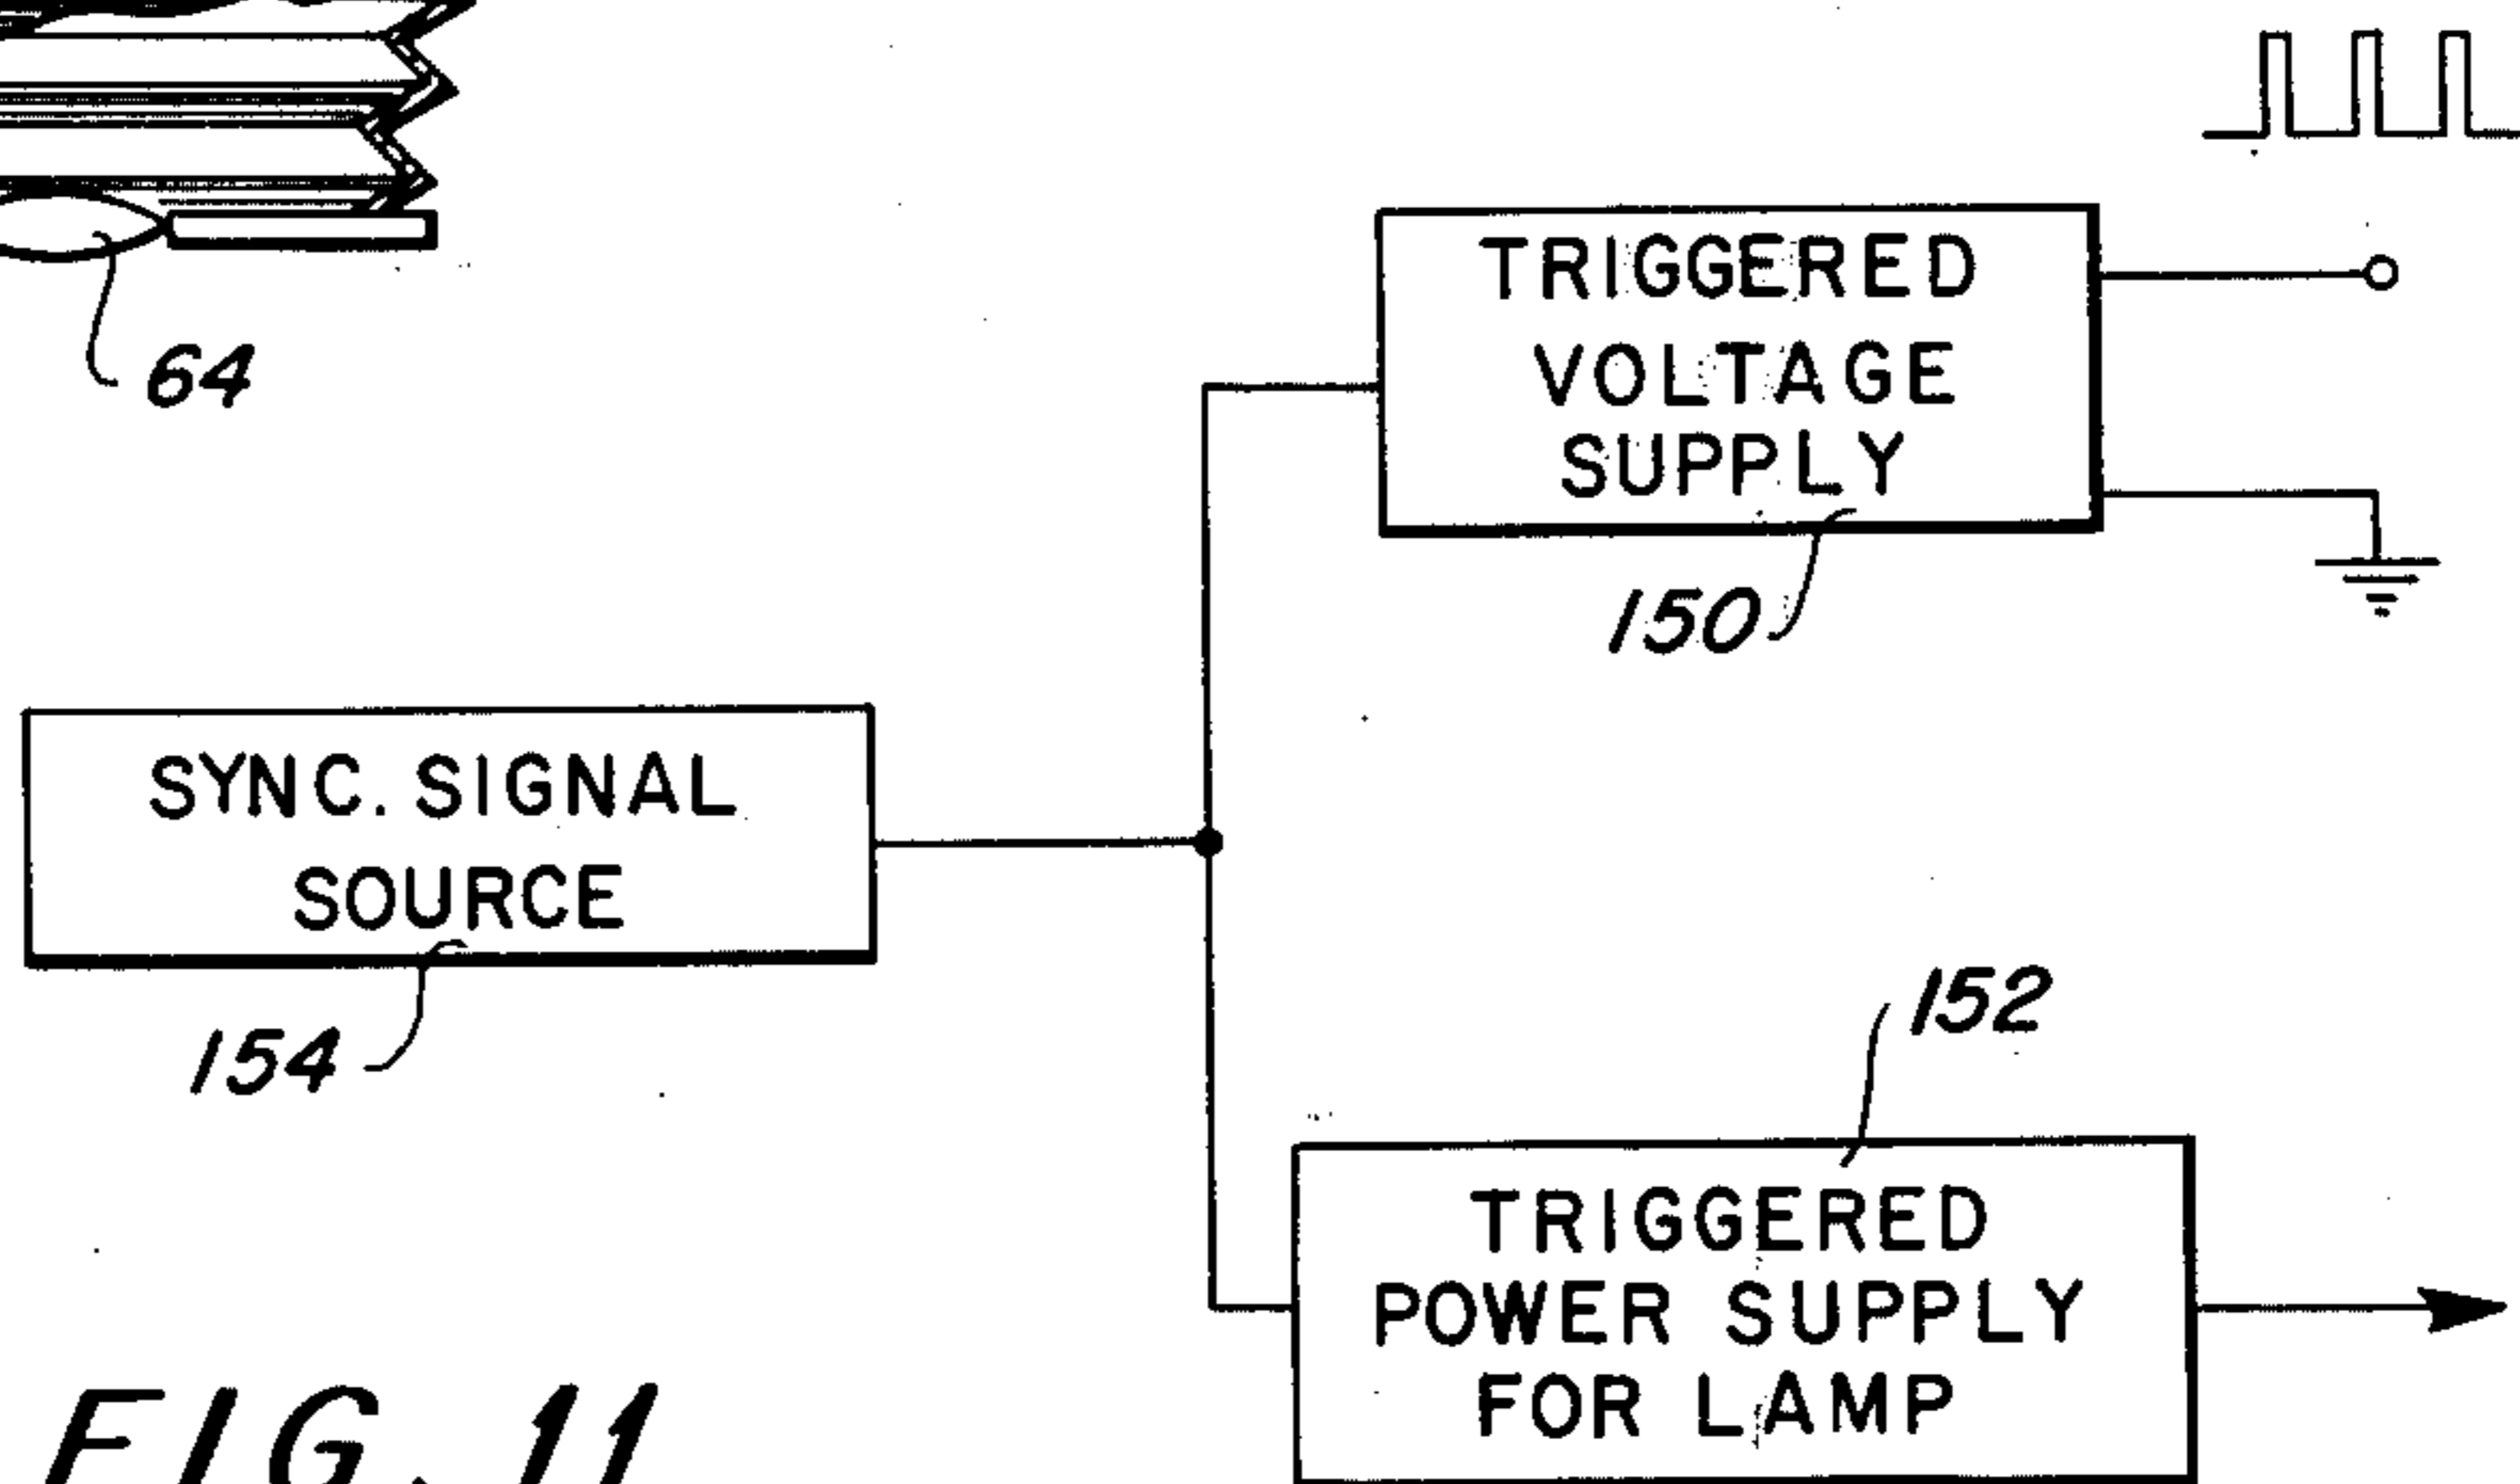 64
TRIGGERED
VOLTAGE
SUPPLY
150
SYNC. SIGNAL
SOURCE
154
152
TRIGGERED
POWER SUPPLY
FOR LAMP
FIG. 11